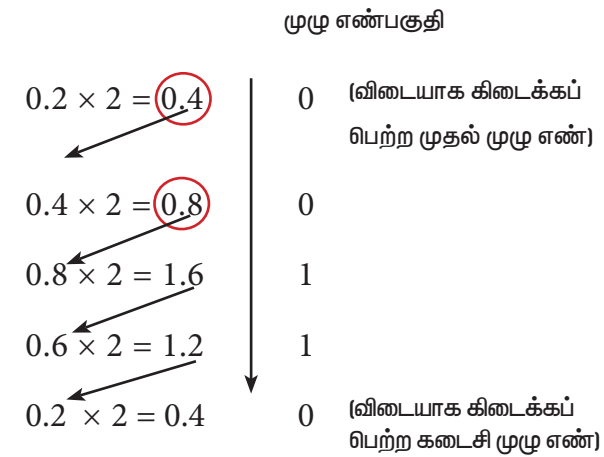 முழு எண்பகுதி
0.2 × 2 = 0.4 0 (விடையாக கிடைக்கப்
பெற்ற முதல் முழு எண்)
0.4 × 2 = 0.8 0
0.8 × 2 = 1.6 1
0.6 × 2 = 1.2 1
0.2 × 2 = 0.4 0 (விடையாக கிடைக்கப்
பெற்ற கடைசி முழு எண்)